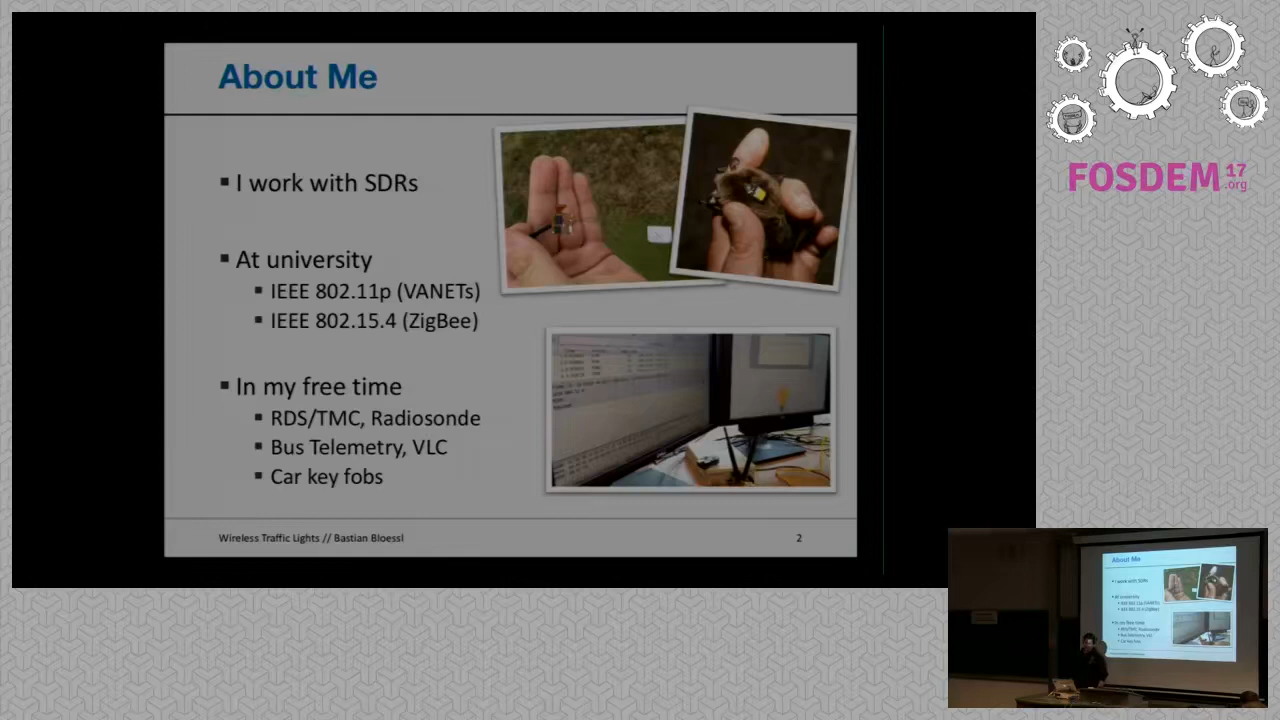 About Me
▪ I work with SDRs
▪ At university
▪ IEEE 802.11p (VANETs)
▪ IEEE 802.15.4 (ZigBee)
▪ In my free time
▪ RDS/TMC, Radiosonde
▪ Bus Telemetry, VLC
▪ Car key fobs
Wireless Traffic Lights // Bastian Bloessl
2
FOSDEM 17
.org
About Me